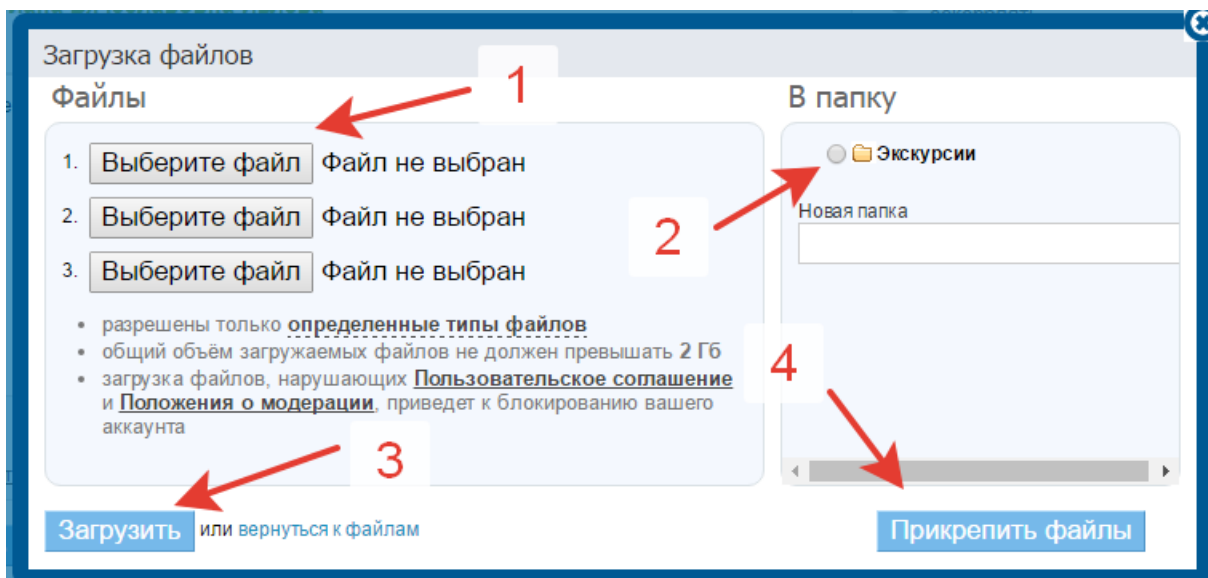 Загрузка файлов
1
Файлы
В папку
1. Выберите файл Файл не выбран
Экскурсии
2. Выберите файл Файл не выбран
2
Новая папка
3. Выберите файл Файл не выбран
• разрешены только определенные типы файлов
• общий объём загружаемых файлов не должен превышать 2 Гб
4
• загрузка файлов, нарушающих Пользовательское соглашение
и Положения о модерации, приведет к блокированию вашего
аккаунта
3
Загрузить или вернуться к файлам
Прикрепить файлы